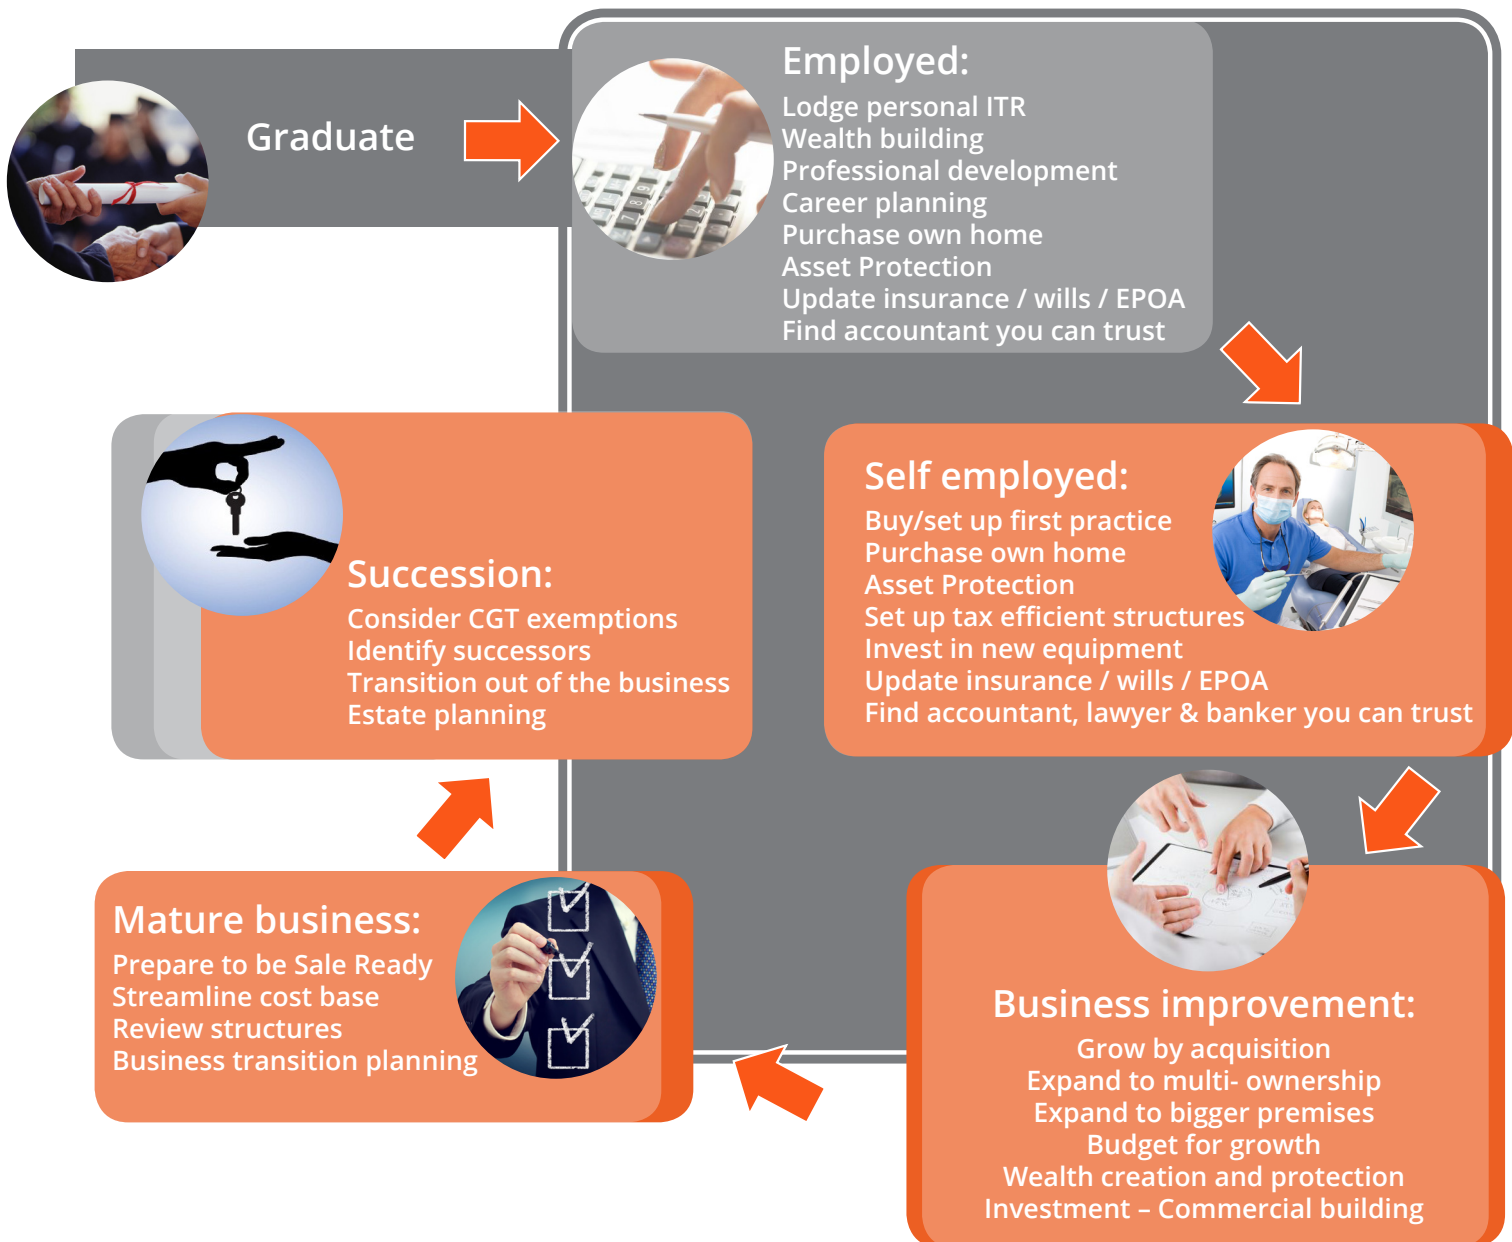 Graduate
Employed:
Lodge personal ITR
Wealth building
Professional development
Career planning
Purchase own home
Asset Protection
Update insurance / wills / EPOA
Find accountant you can trust
Self employed:
Buy/set up first practice
Purchase own home
Asset Protection
Set up tax efficient structures
Invest in new equipment
Update insurance / wills / EPOA
Find accountant, lawyer & banker you can trust
Business improvement:
Grow by acquisition
Expand to multi- ownership
Expand to bigger premises
Budget for growth
Wealth creation and protection
Investment – Commercial building
Mature business:
Prepare to be Sale Ready
Streamline cost base
Review structures
Business transition planning
Succession:
Consider CGT exemptions
Identify successors
Transition out of the business
Estate planning